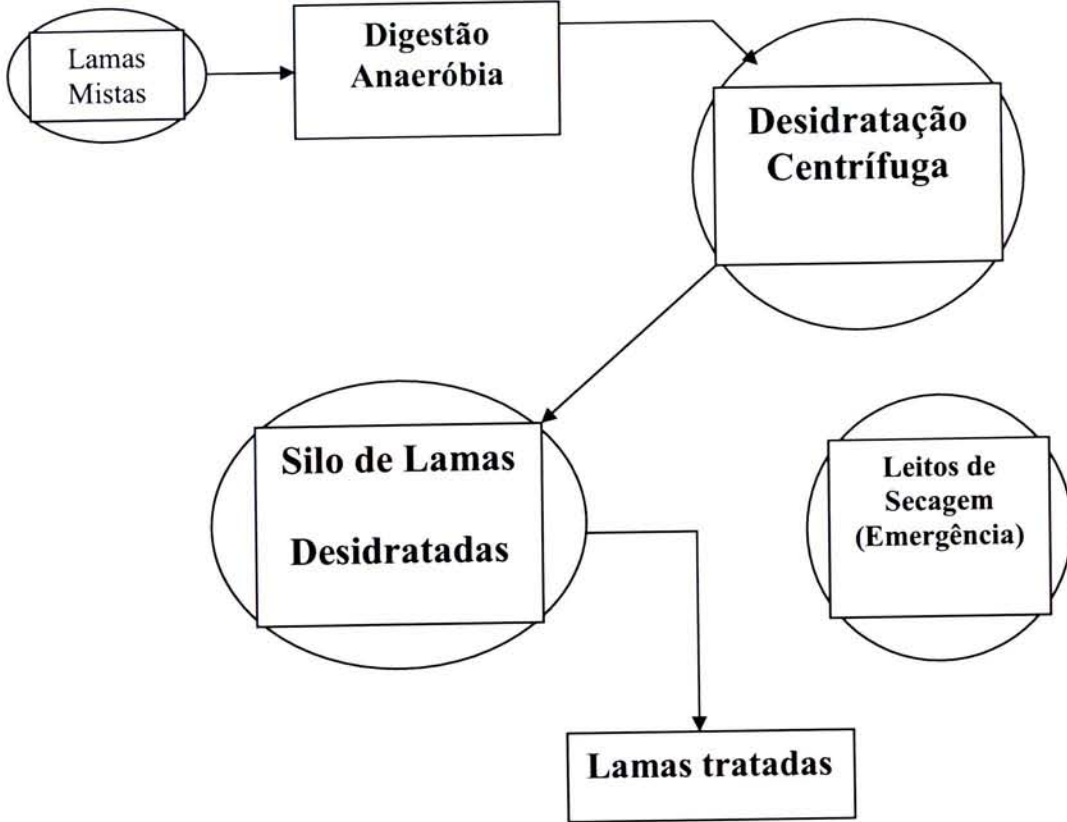 Lamas
Mistas
Digestão
Anaeróbia
Desidratação
Centrífuga
Silo de Lamas
Desidratadas
Leitos de
Secagem
(Emergência)
Lamas tratadas